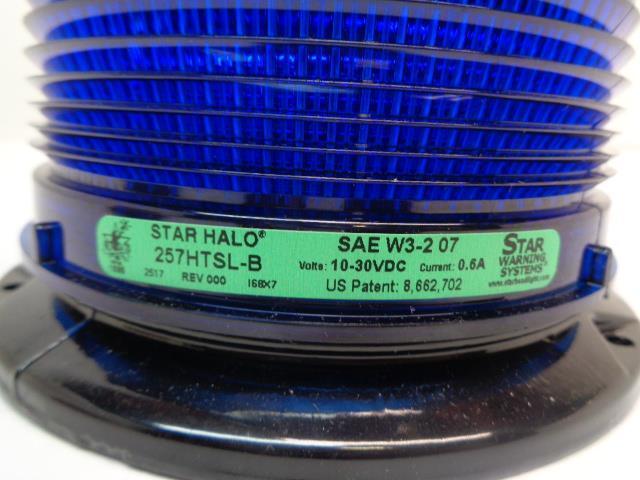 STAR HALO®
257HTSL-B
2517 REV 000 I68X7
SAE W3-2 07
Volts: 10-30VDC Current: 0.6A
US Patent: 8,662,702
STAR
WARNING
SYSTEMS
www.starheadlight.com